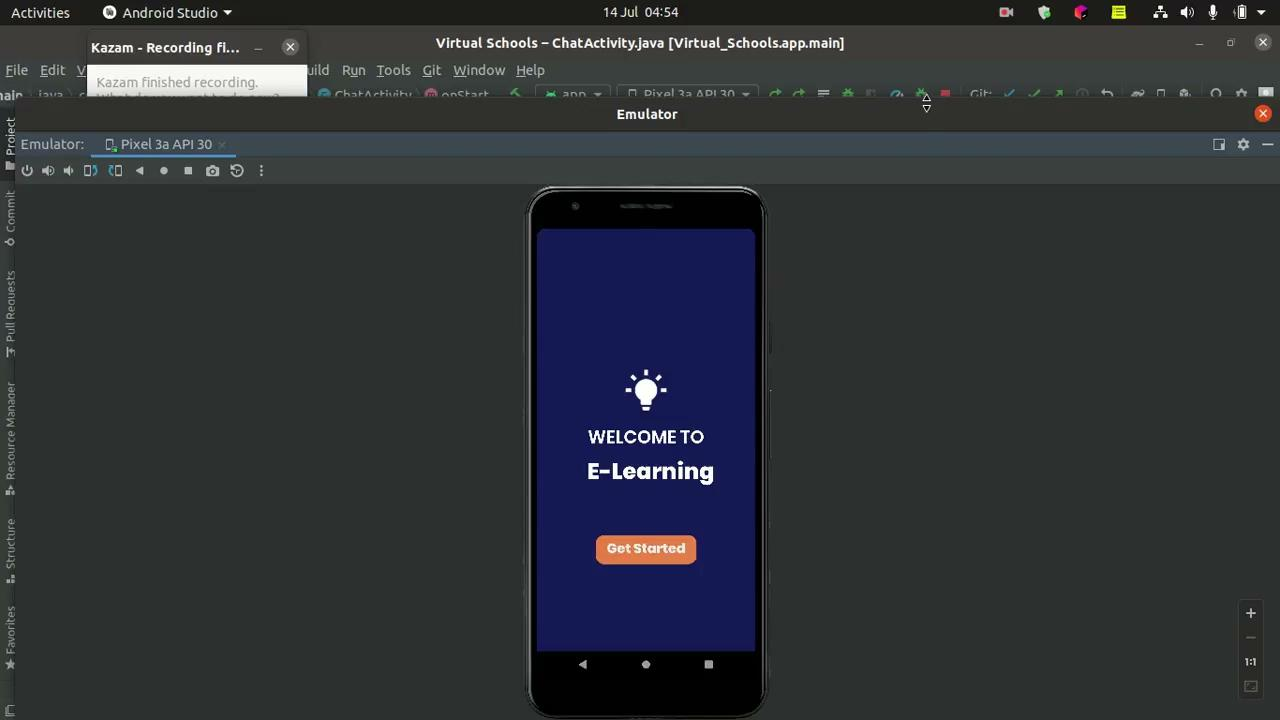 Activities
Android Studio
14 Jul 04:54
Kazam - Recording fi...
Virtual Schools – ChatActivity.java [Virtual_Schools.app.main]
File
Edit
uild
Run
Tools
Git
Window
Help
Kazam finished recording.
main
java
ChatActivity
onStart
app
Pixel 3a API 30
Git:
Emulator
Emulator:
Pixel 3a API 30
Project
Commit
Pull Requests
Resource Manager
Structure
Favorites
WELCOME TO
E-Learning
Get Started
1:1